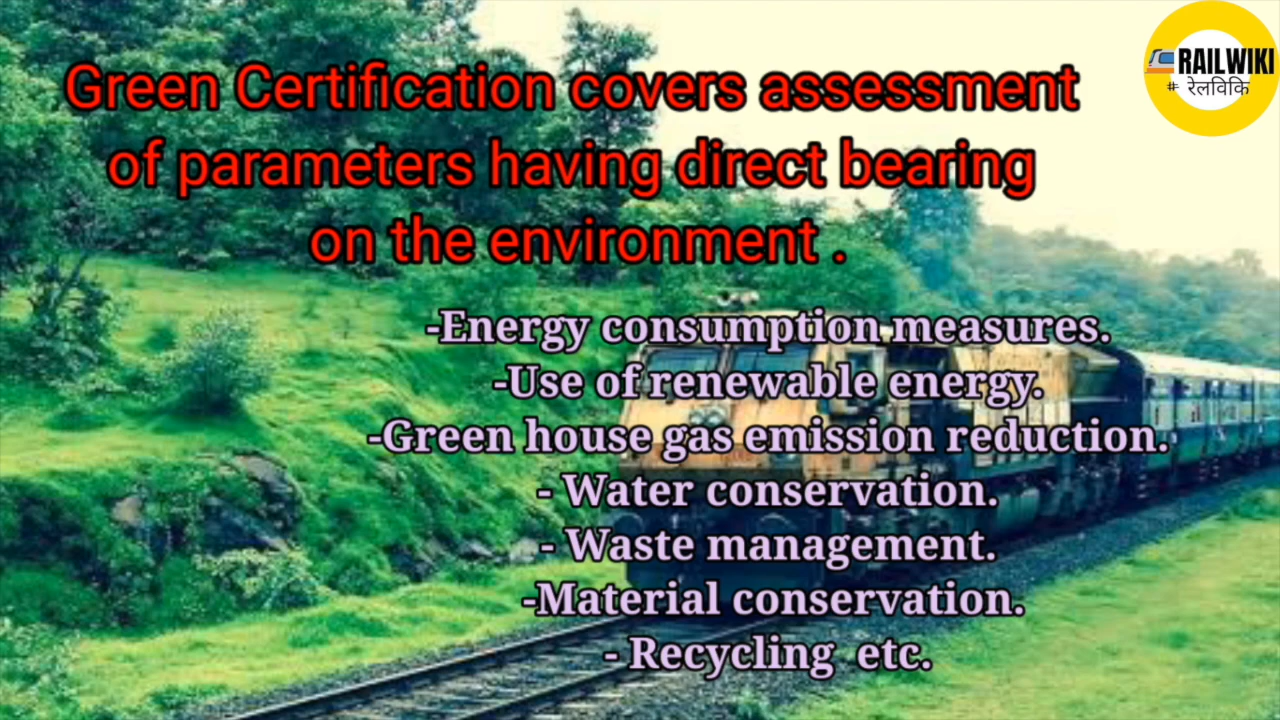 RAILWIKI
# रेलविकि
Green Certification covers assessment
of parameters having direct bearing
on the environment .
-Energy consumption measures.
-Use of renewable energy.
-Green house gas emission reduction.
- Water conservation.
- Waste management.
-Material conservation.
- Recycling  etc.